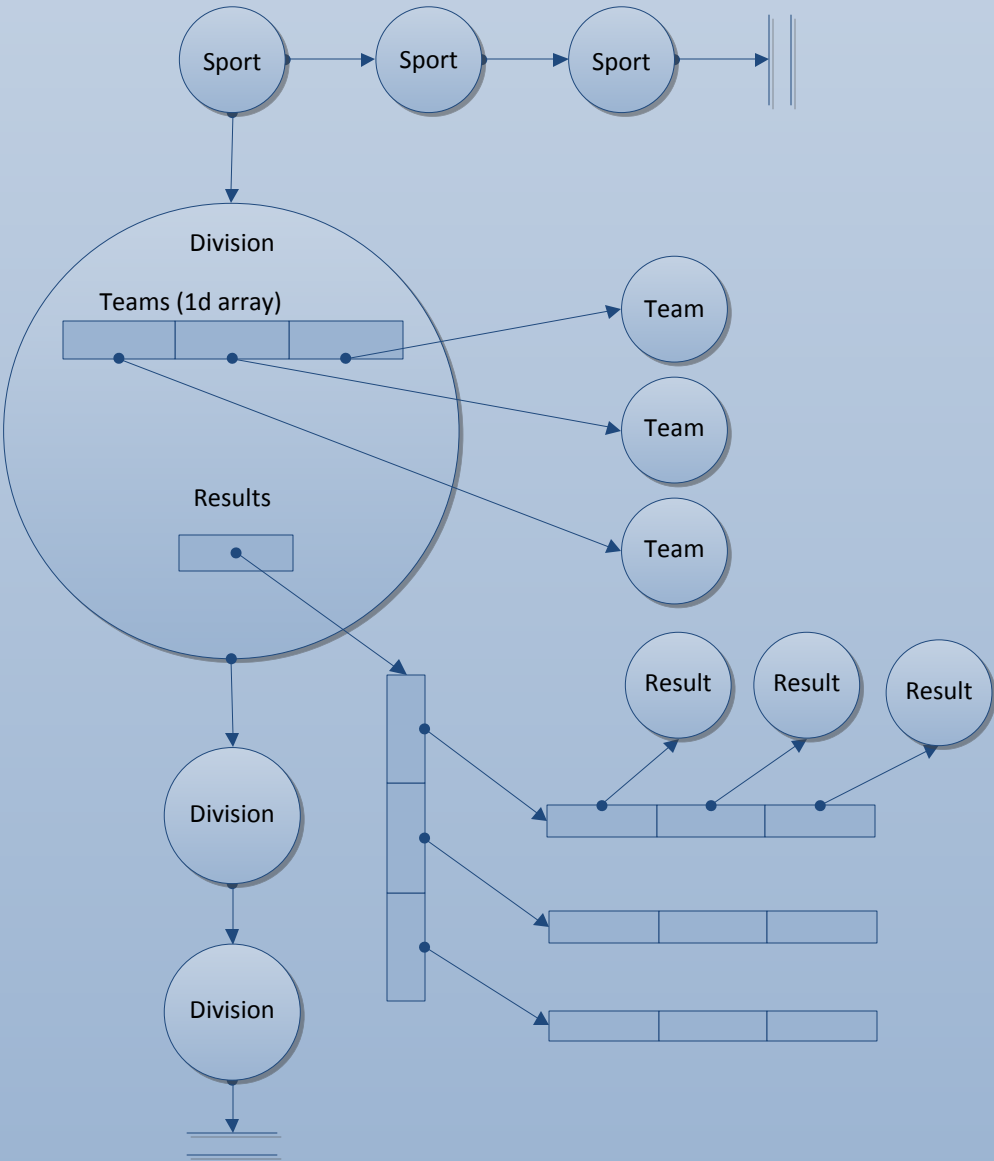 Sport
Sport
Sport
Division
Teams (1d array)
Team
Team
Results
Team
Result
Result
Result
Division
Division